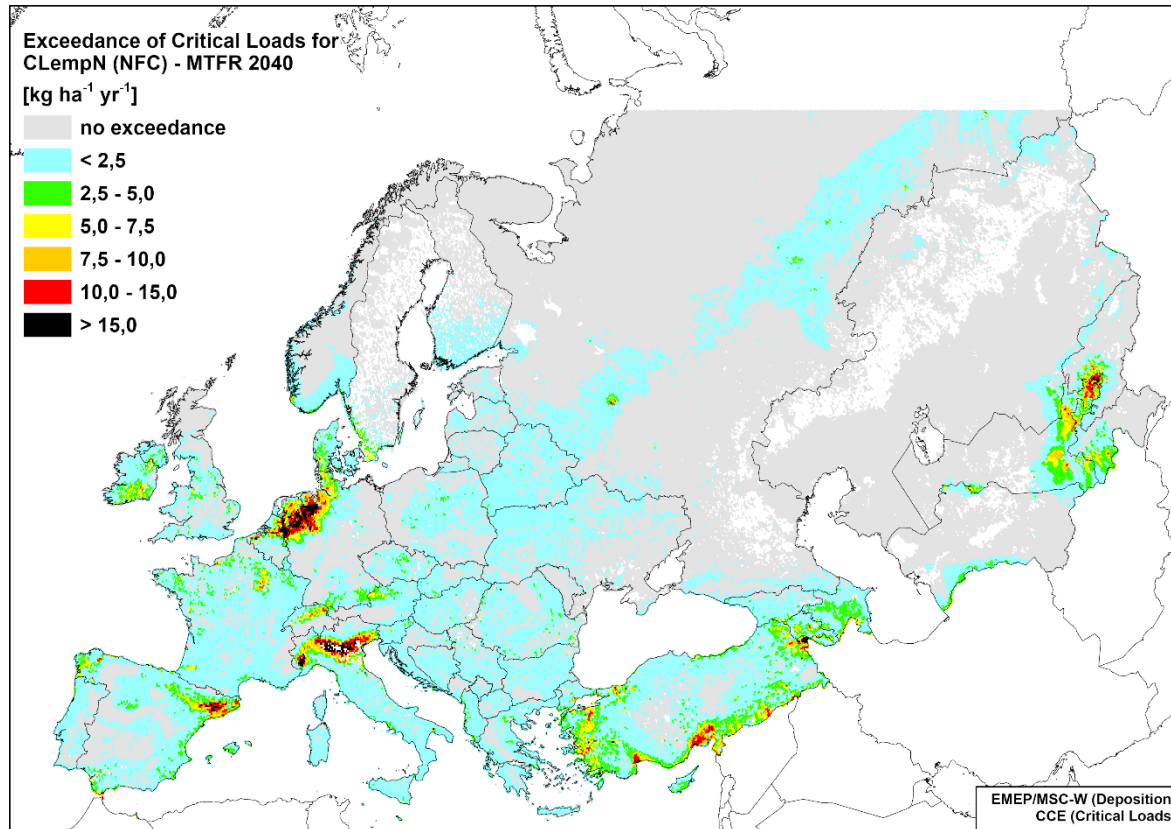 Exceedance of Critical Loads for
CLempN (NFC) - MTFR 2040
[kg ha⁻¹ yr⁻¹]
no exceedance
< 2,5
2,5 - 5,0
5,0 - 7,5
7,5 - 10,0
10,0 - 15,0
> 15,0
EMEP/MSC-W (Deposition
CCE (Critical Loads